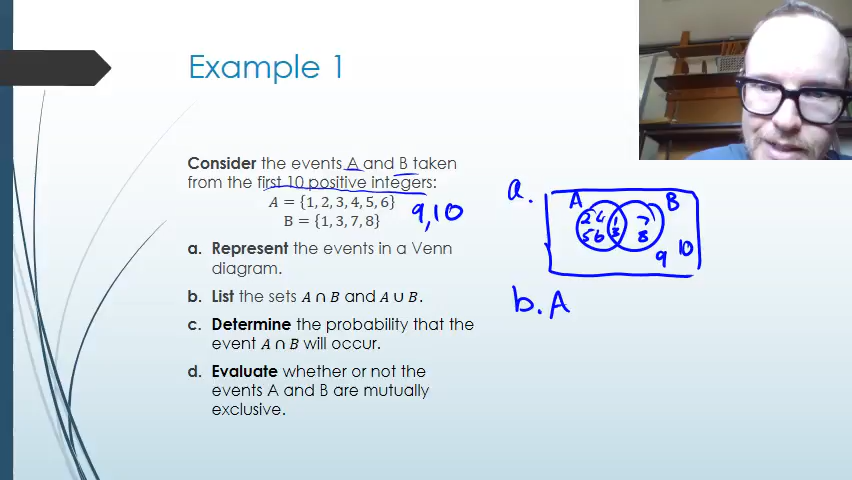 Example 1
Consider the events A and B taken
from the first 10 positive integers:
A = {1, 2, 3, 4, 5, 6}
B = {1, 3, 7, 8}
9,10
a. Represent the events in a Venn
diagram.
b. List the sets A ∩ B and A ∪ B.
c. Determine the probability that the
event A ∩ B will occur.
d. Evaluate whether or not the
events A and B are mutually
exclusive.
a.
A B
2 4 1 7
5 6 3 8
9 10
b. A